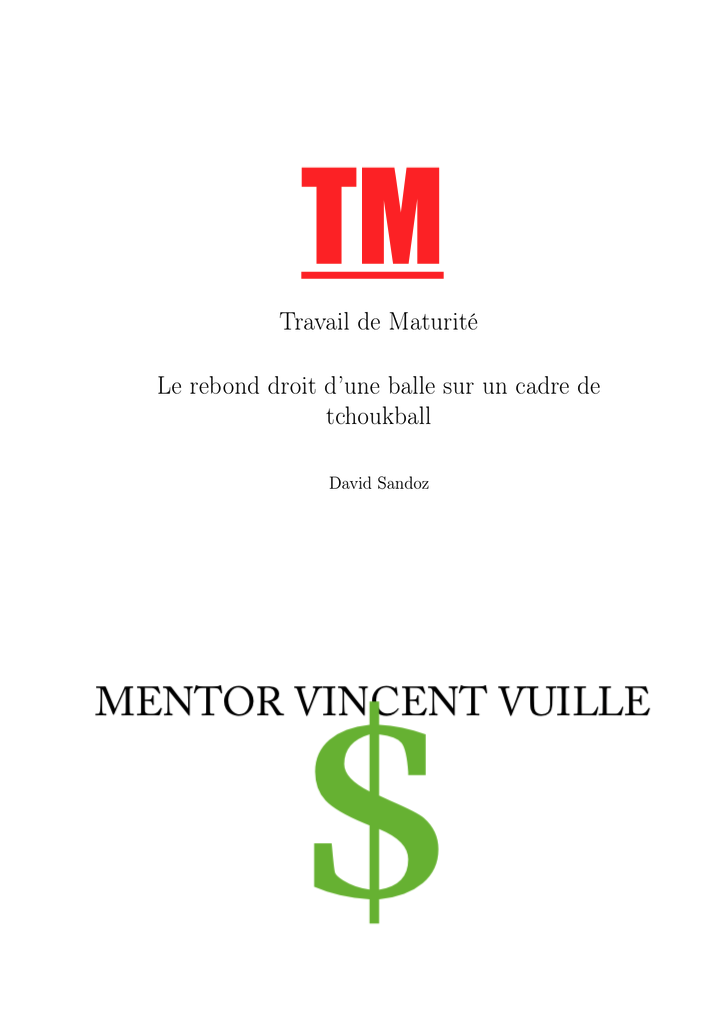 TM
Travail de Maturité
Le rebond droit d'une balle sur un cadre de
tchoukball
David Sandoz
MENTOR VINCENT VUILLE
$